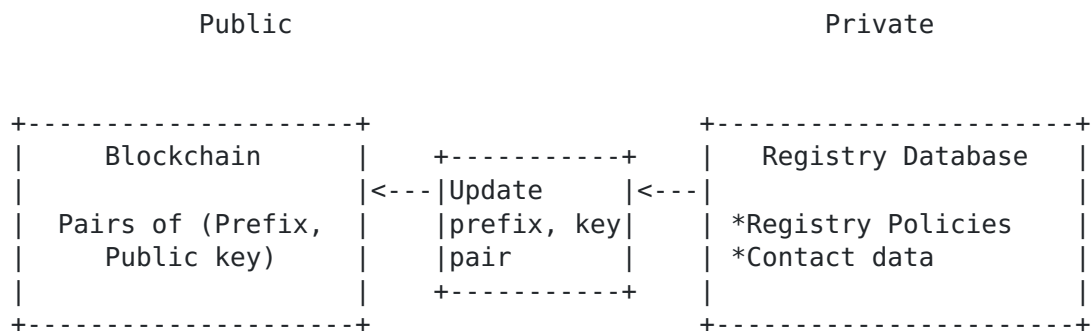 Public                                  Private
+---------------------+                     +-----------------------+
|     Blockchain      |    +-----------+    |   Registry Database   |
|                     |<---|Update     |<---|                       |
|  Pairs of (Prefix,  |    |prefix, key|    | *Registry Policies    |
|     Public key)     |    |pair       |    | *Contact data         |
|                     |    +-----------+    |                       |
+---------------------+                     +-----------------------+